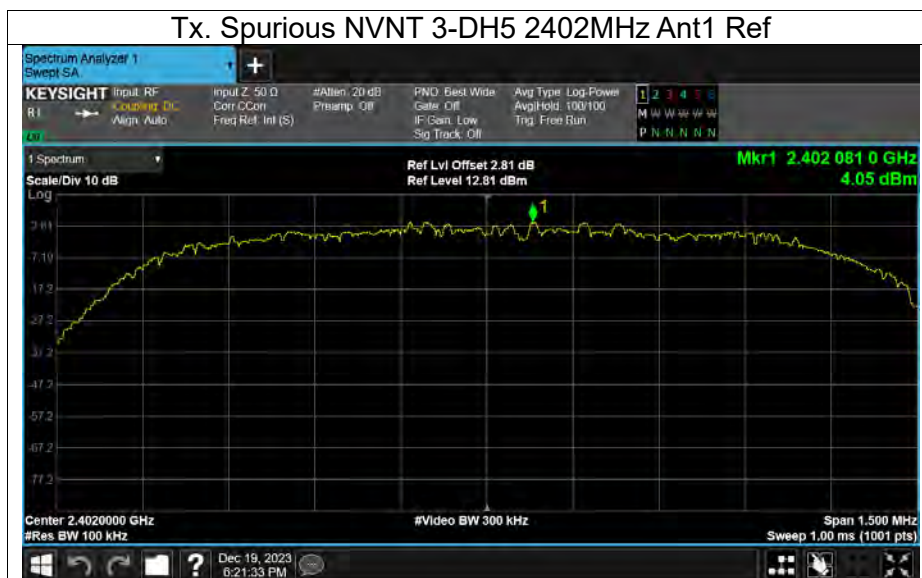 Tx. Spurious NVNT 3-DH5 2402MHz Ant1 Ref
Spectrum Analyzer 1
Swept SA
KEYSIGHT Input: RF Input Z: 50 Ω #Atten: 20 dB PNO: Best Wide Avg Type: Log-Power 1 2 3 4 5 6
R L Coupling: DC Corr CCorr Preamp: Off Gate: Off Avg|Hold: 100/100 M W W W W W
Align: Auto Freq Ref: Int (S) IF Gain: Low Trig: Free Run
Sig Track: Off P N N N N N
1 Spectrum
Ref Lvl Offset 2.81 dB Mkr1 2.402 081 0 GHz
Scale/Div 10 dB Ref Level 12.81 dBm 4.05 dBm
Log
1
2.81
-7.19
-17.2
-27.2
-37.2
-47.2
-57.2
-67.2
-77.2
Center 2.4020000 GHz #Video BW 300 kHz Span 1.500 MHz
#Res BW 100 kHz Sweep 1.00 ms (1001 pts)
Dec 19, 2023
6:21:33 PM